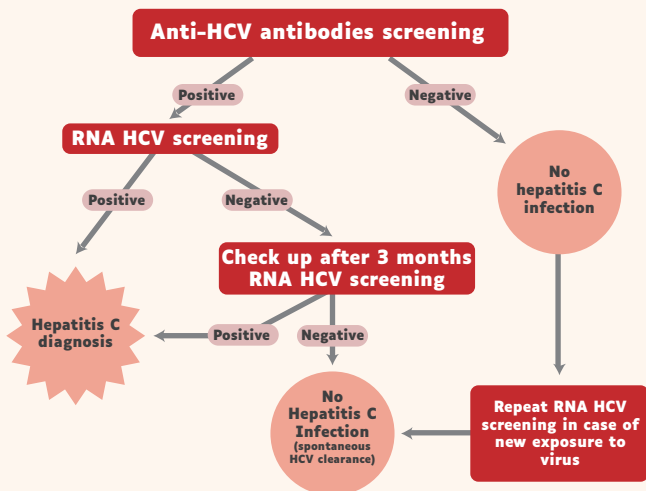 Anti-HCV antibodies screening
Positive
Negative
RNA HCV screening
No
hepatitis C
infection
Positive
Negative
Check up after 3 months
RNA HCV screening
Hepatitis C
diagnosis
Positive
Negative
No
Hepatitis C
Infection
(spontaneous
HCV clearance)
Repeat RNA HCV
screening in case of
new exposure to
virus